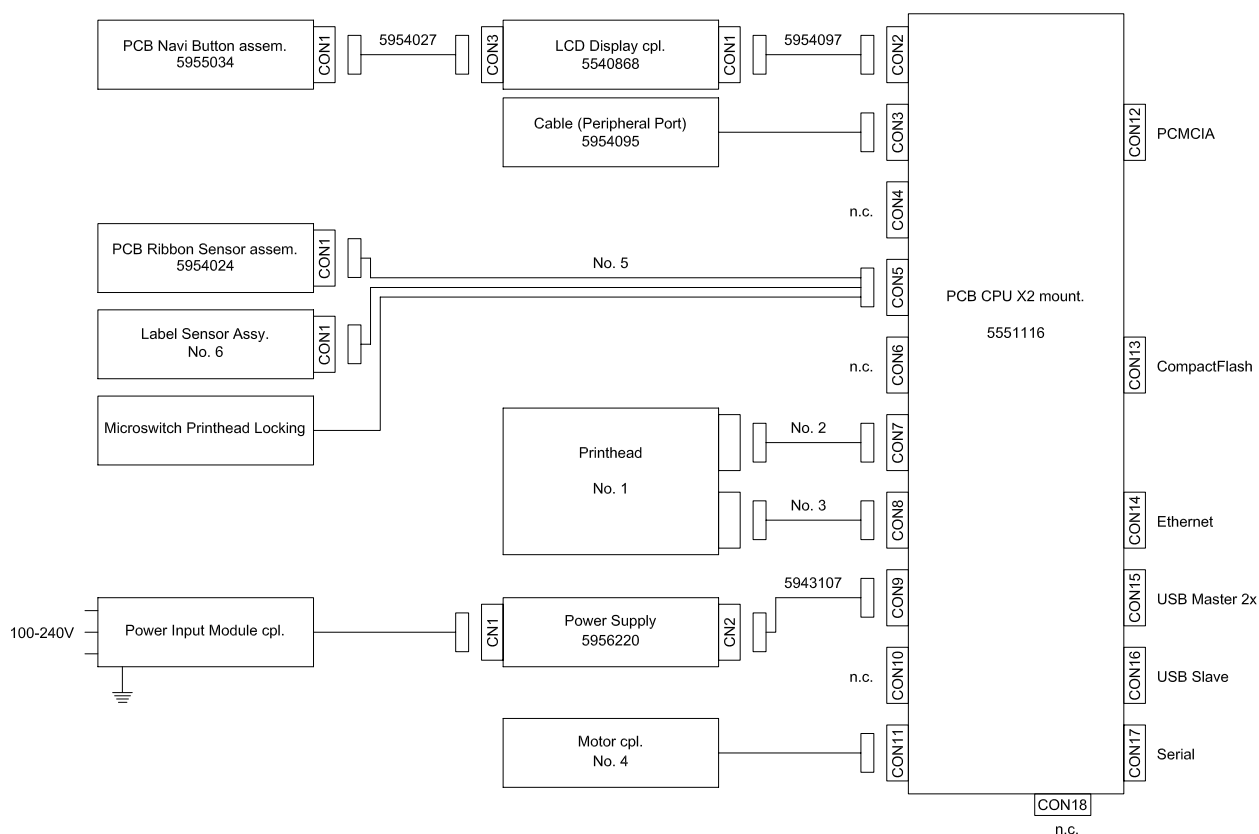 PCB Navi Button assem.
5955034
CON1
5954027
CON3
LCD Display cpl.
5540868
CON1
5954097
CON2
Cable (Peripheral Port)
5954095
CON3
CON12
PCMCIA
n.c.
CON4
PCB Ribbon Sensor assem.
5954024
CON1
No. 5
CON5
PCB CPU X2 mount.
5551116
Label Sensor Assy.
No. 6
CON1
n.c.
CON6
CON13
CompactFlash
Microswitch Printhead Locking
Printhead
No. 1
No. 2
CON7
No. 3
CON8
CON14
Ethernet
100-240V
Power Input Module cpl.
CN1
Power Supply
5956220
CN2
5943107
CON9
CON15
USB Master 2x
n.c.
CON10
CON16
USB Slave
Motor cpl.
No. 4
CON11
CON17
Serial
CON18
n.c.